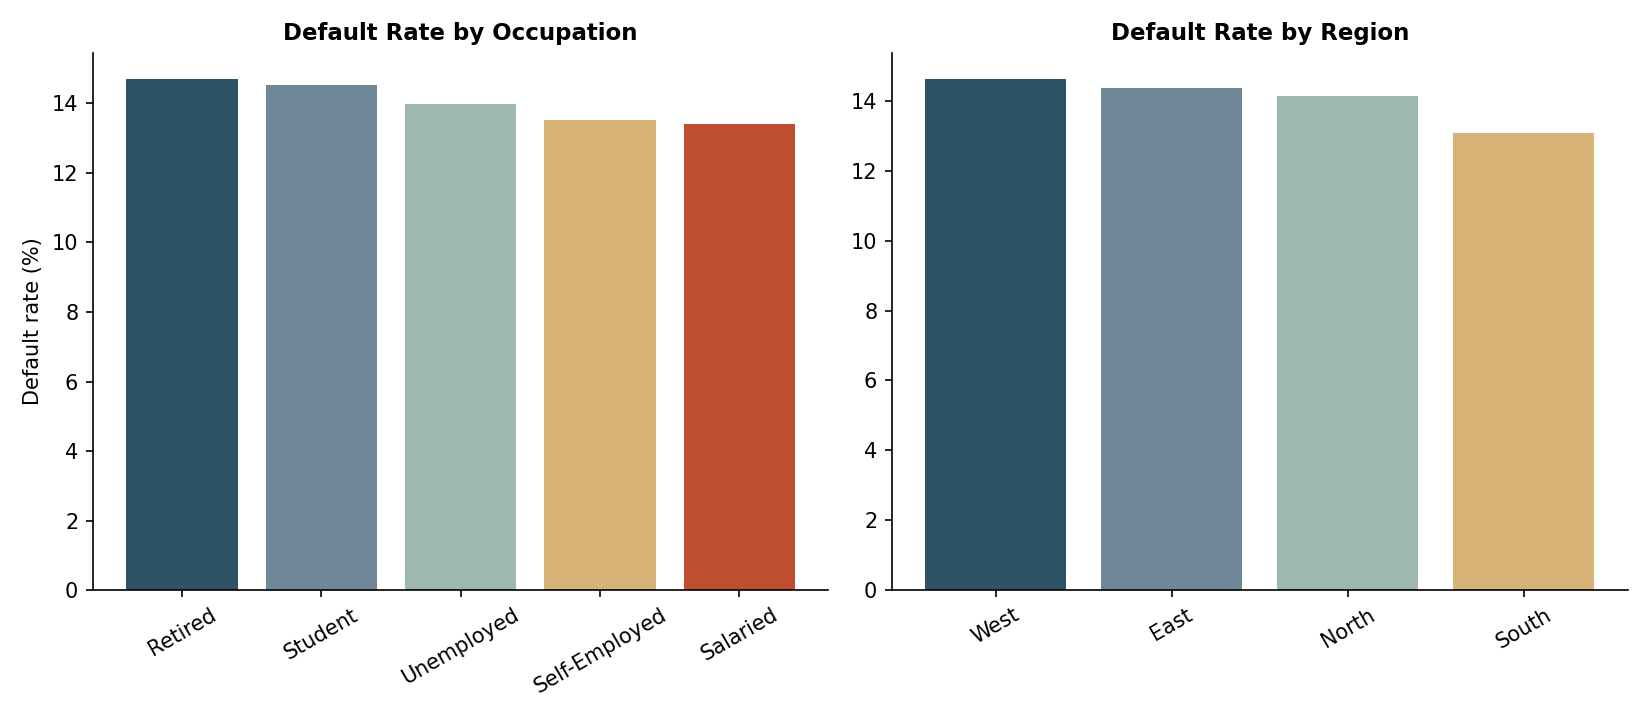 Default Rate by Occupation
Default rate (%)
14
12
10
8
6
4
2
0
Retired
Student
Unemployed
Self-Employed
Salaried
Default Rate by Region
14
12
10
8
6
4
2
0
West
East
North
South